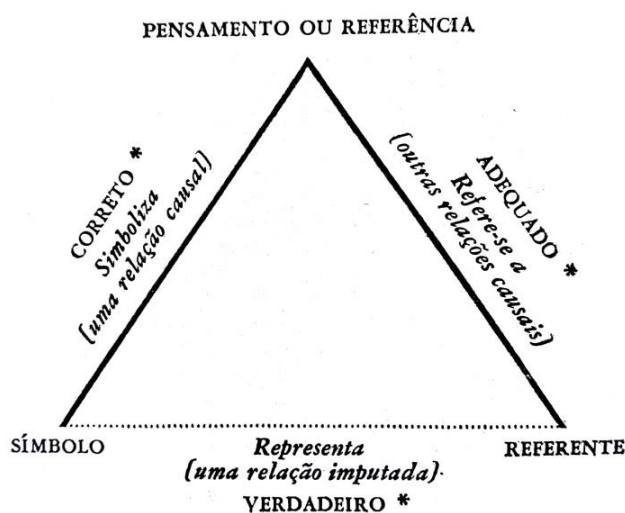 PENSAMENTO OU REFERÊNCIA
CORRETO *
Simboliza
(uma relação causal)
ADEQUADO *
Refere-se a
(outras relações causais)
SÍMBOLO
Representa
(uma relação imputada).
VERDADEIRO *
REFERENTE